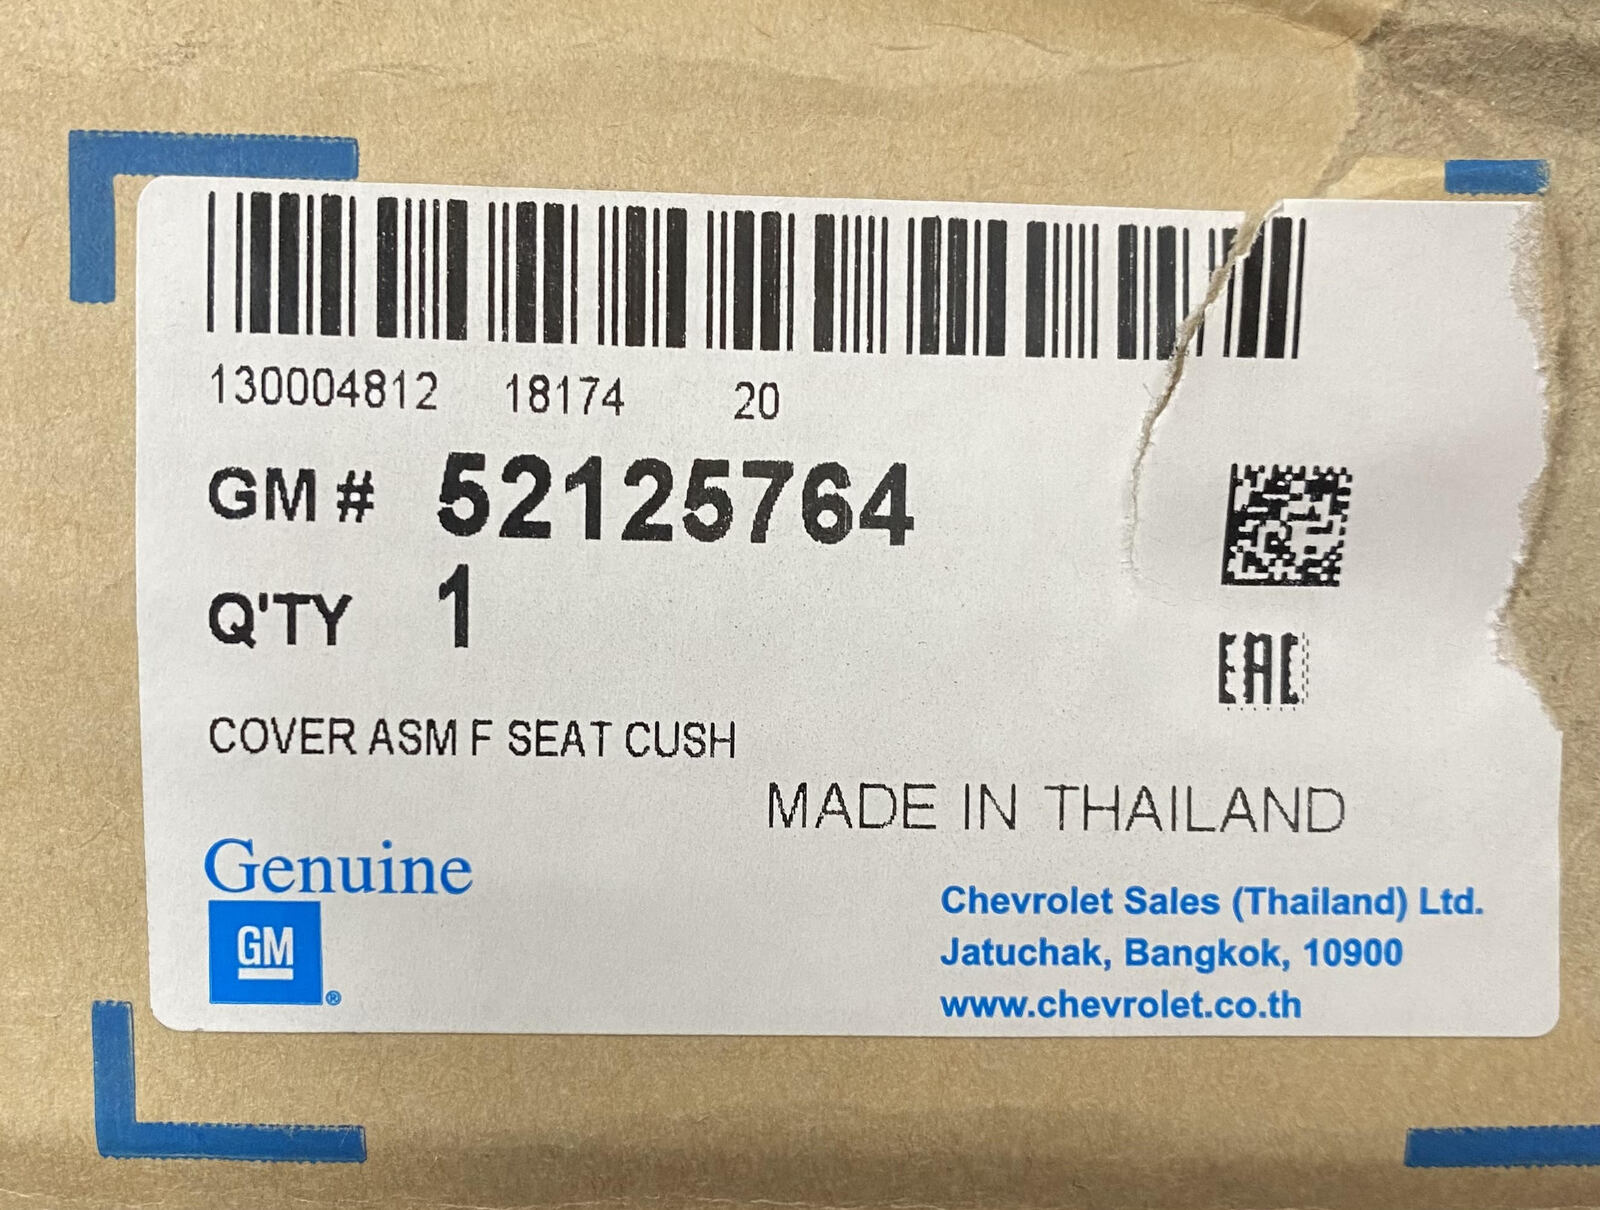 130004812 18174 20
GM # 52125764
Q'TY 1
EAC
COVER ASM F SEAT CUSH
MADE IN THAILAND
Genuine
GM
®
Chevrolet Sales (Thailand) Ltd.
Jatuchak, Bangkok, 10900
www.chevrolet.co.th